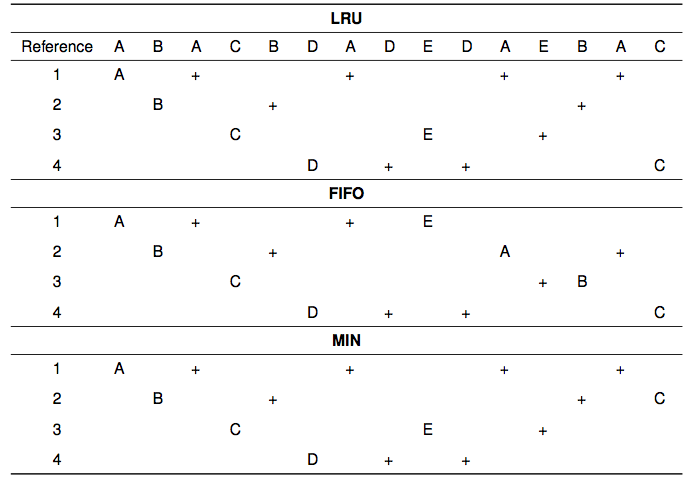 LRU
Reference A B A C B D A D E D A E B A C
1 A + + + +
2 B + +
3 C E +
4 D + + C
FIFO
1 A + + E
2 B + A +
3 C + B
4 D + + C
MIN
1 A + + + +
2 B + + C
3 C E +
4 D + +